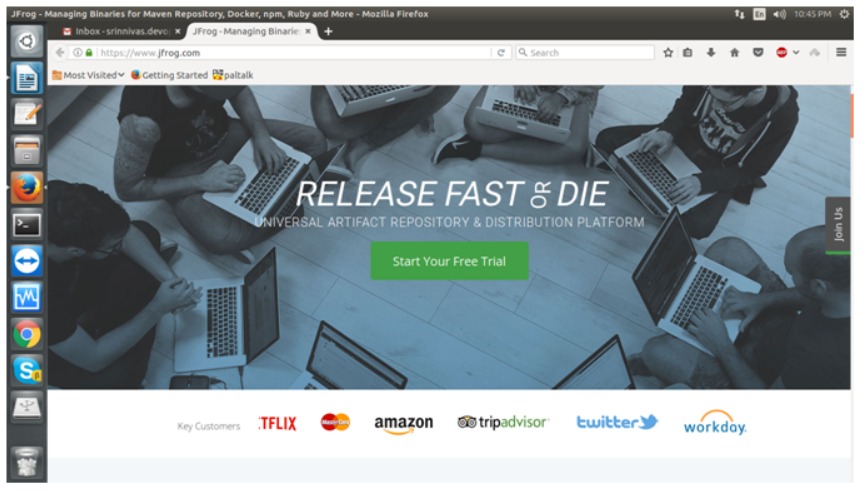 JFrog - Managing Binaries for Maven Repository, Docker, npm, Ruby and More - Mozilla Firefox
En
10:45 PM
Inbox - srinnivas.devo
JFrog - Managing Binarie
https://www.jfrog.com
Search
Most Visited
Getting Started
paltalk
RELEASE FAST OR DIE
UNIVERSAL ARTIFACT REPOSITORY & DISTRIBUTION PLATFORM
Start Your Free Trial
Join Us
Key Customers
TFLIX
MasterCard
amazon
tripadvisor
twitter
workday.